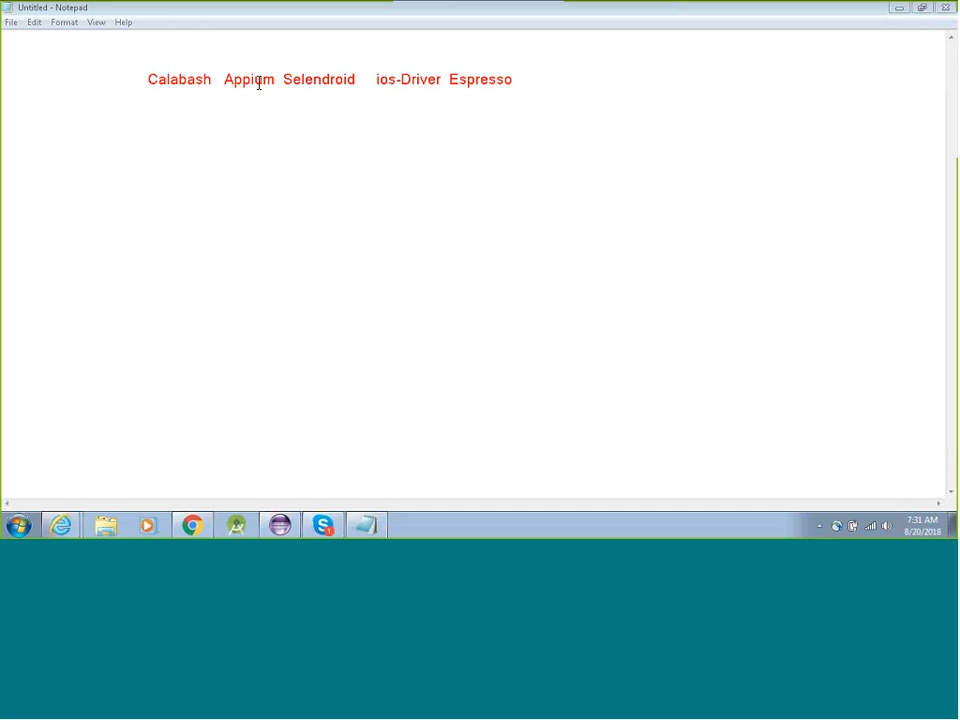 Untitled - Notepad
File Edit Format View Help
Calabash Appium Selendroid ios-Driver Espresso
7:31 AM
8/20/2018